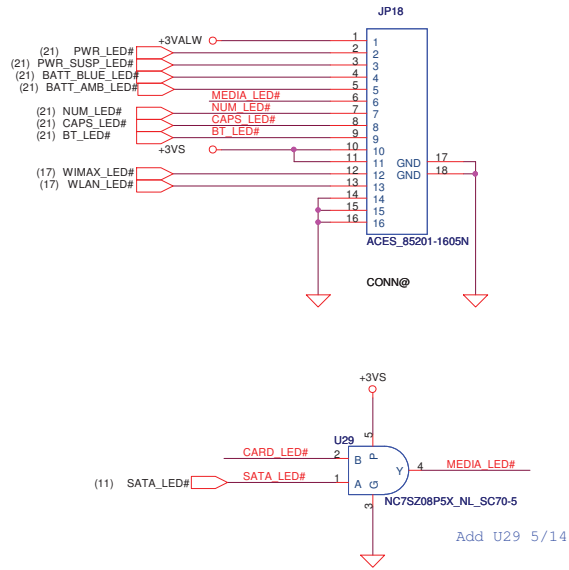 JP18
+3VALW 1 1
(21) PWR_LED# 2 2
(21) PWR_SUSP_LED# 3 3
(21) BATT_BLUE_LED# 4 4
(21) BATT_AMB_LED# 5 5
MEDIA_LED# 6 6
(21) NUM_LED# NUM_LED# 7 7
(21) CAPS_LED# CAPS_LED# 8 8
(21) BT_LED# BT_LED# 9 9
+3VS 10 10
11 11 GND 17
(17) WIMAX_LED# 12 12 GND 18
(17) WLAN_LED# 13 13
14 14
15 15
16 16
ACES_85201-1605N
CONN@
+3VS
U29 5
CARD_LED# 2 B P
Y 4 MEDIA_LED#
(11) SATA_LED# SATA_LED# 1 A G
3 NC7SZ08P5X_NL_SC70-5
Add U29 5/14